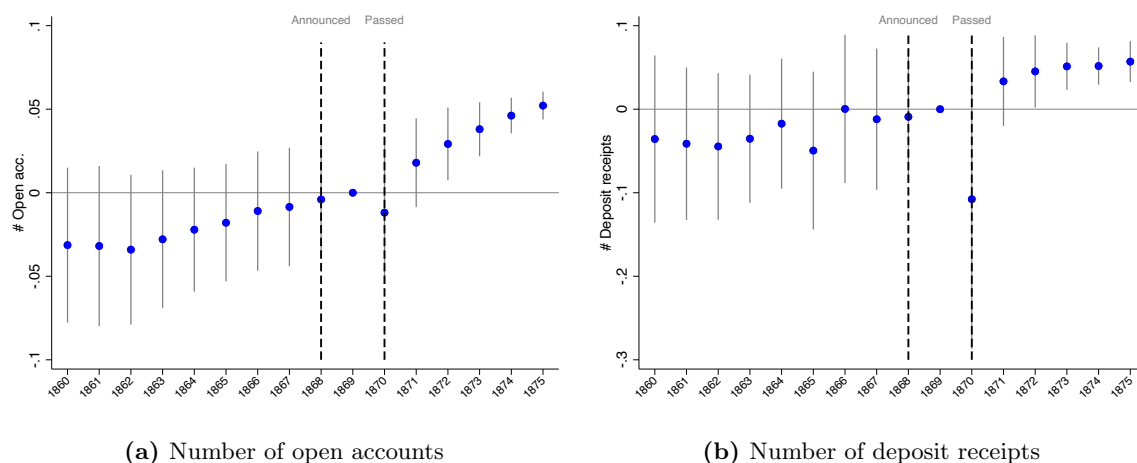 Announced Passed
.1
.05
0
-.05
-.1
# Open acc.
1860 1861 1862 1863 1864 1865 1866 1867 1868 1869 1870 1871 1872 1873 1874 1875
(a) Number of open accounts
Announced Passed
.1
0
-.1
-.2
-.3
# Deposit receipts
1860 1861 1862 1863 1864 1865 1866 1867 1868 1869 1870 1871 1872 1873 1874 1875
(b) Number of deposit receipts